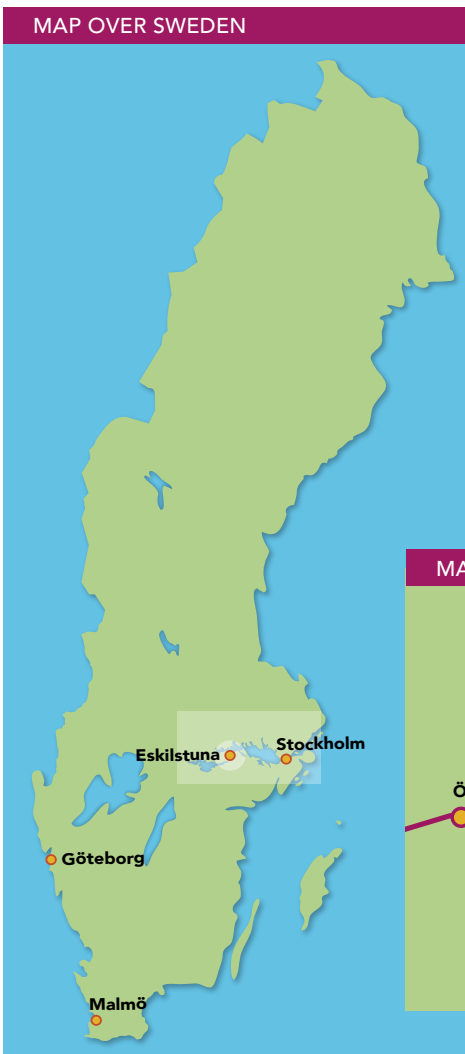 MAP OVER SWEDEN
MA
Eskilstuna
Stockholm
Ö
Göteborg
Malmö